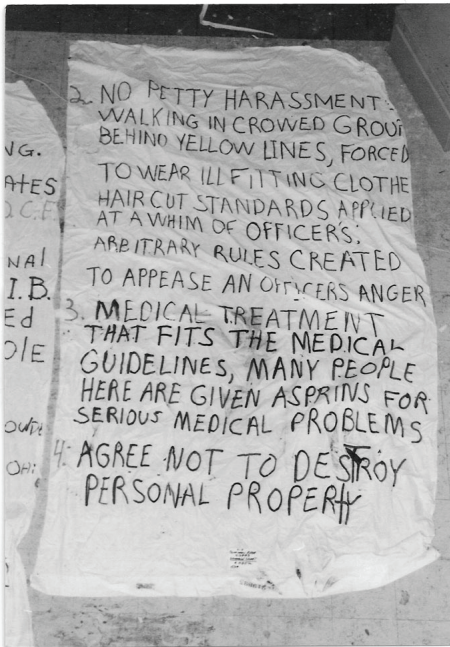 NG.
ATES
O.C.F.
NAL
I.B.
Ed
OlE
2. NO PETTY HARASSMENT:
WALKING IN CROWED GROUP
BEHIND YELLOW LINES, FORCED
TO WEAR ILL FITTING CLOTHE
HAIR CUT STANDARDS APPLIED
AT A WHIM OF OFFICER'S;
ARBITRARY RULES CREATED
TO APPEASE AN OFFICERS ANGER
3. MEDICAL TREATMENT
THAT FITS THE MEDICAL
GUIDELINES, MANY PEOPLE
HERE ARE GIVEN ASPRINS FOR
SERIOUS MEDICAL PROBLEMS
4. AGREE NOT TO DESTROY
PERSONAL PROPERTY